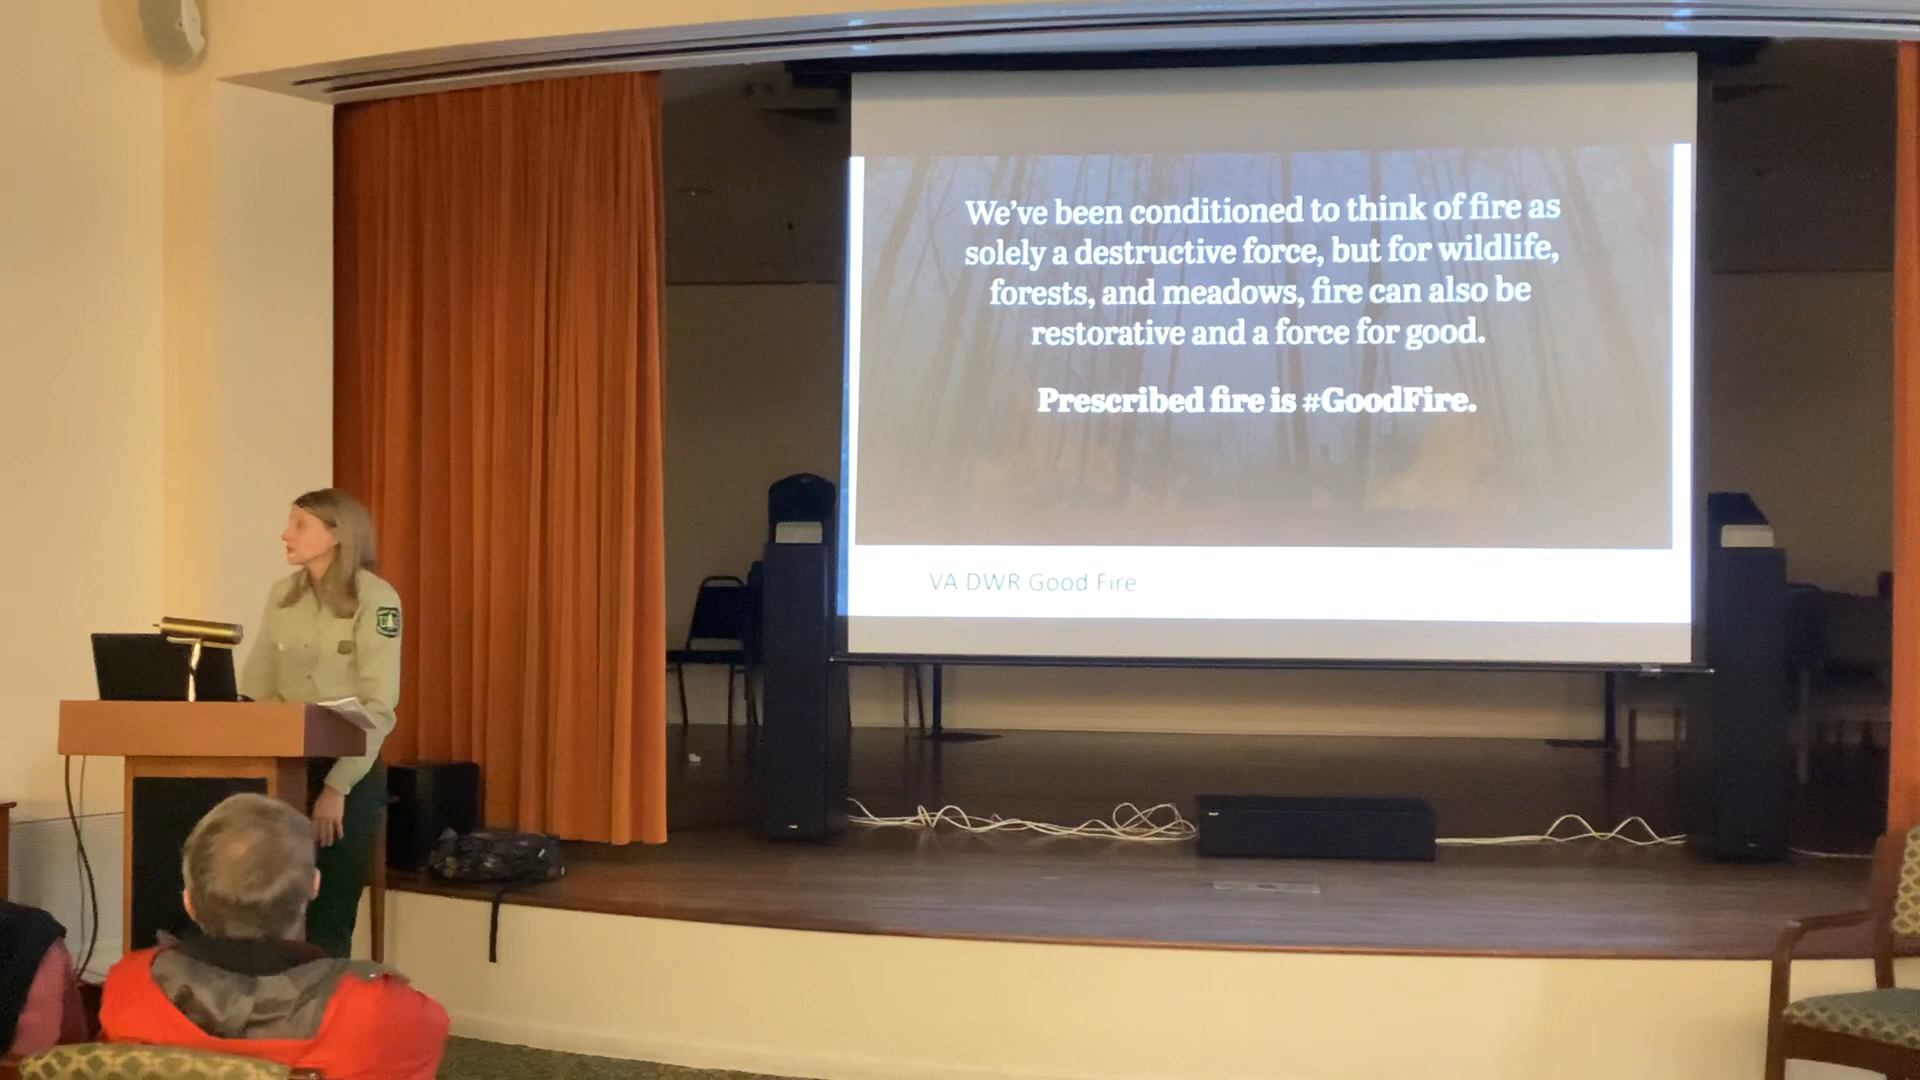 We've been conditioned to think of fire as
solely a destructive force, but for wildlife,
forests, and meadows, fire can also be
restorative and a force for good.
Prescribed fire is #GoodFire.
VA DWR Good Fire